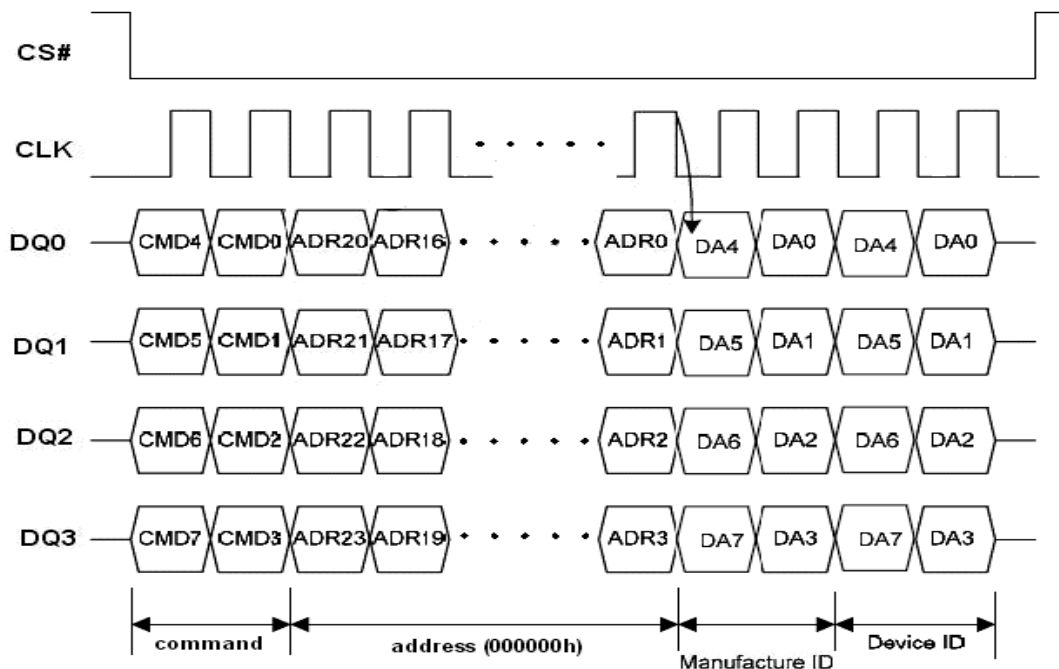 CS#
CLK
DQ0 CMD4 CMD0 ADR20 ADR16 ADR0 DA4 DA0 DA4 DA0
DQ1 CMD5 CMD1 ADR21 ADR17 ADR1 DA5 DA1 DA5 DA1
DQ2 CMD6 CMD2 ADR22 ADR18 ADR2 DA6 DA2 DA6 DA2
DQ3 CMD7 CMD3 ADR23 ADR19 ADR3 DA7 DA3 DA7 DA3
command address (000000h) Manufacture ID Device ID